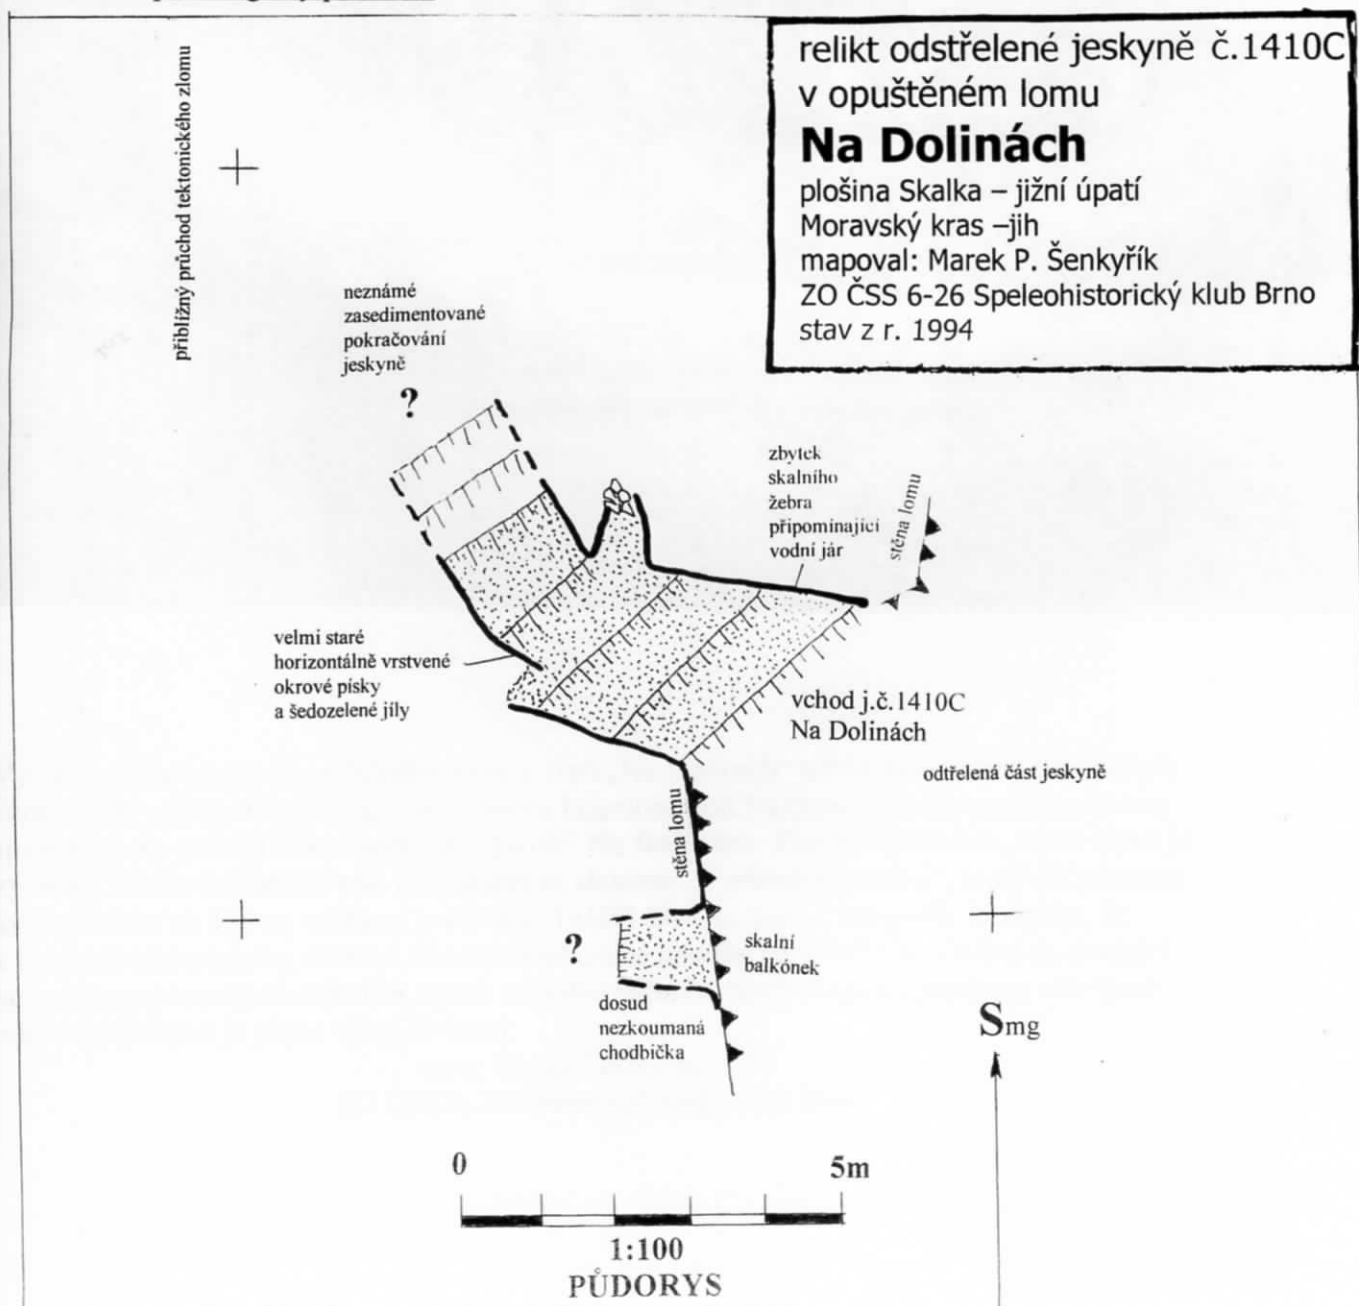 relikt odstřelené jeskyně č.1410C
v opuštěném lomu
Na Dolinách
plošina Skalka – jižní úpatí
Moravský kras –jih
mapoval: Marek P. Šenkyřík
ZO ČSS 6-26 Speleohistorický klub Brno
stav z r. 1994
přibližný průchod tektonického zlomu
neznámé
zasedimentované
pokračování
jeskyně
?
zbytek
skalního
žebra
připominající
vodní jár
stěna lomu
velmi staré
horizontálně vrstvené
okrové písky
a šedozelené jíly
vchod j.č.1410C
Na Dolinách
odtřelená část jeskyně
stěna lomu
?
skalní
balkónek
dosud
nezkoumaná
chodbička
Smg
0 5m
1:100
PŮDORYS